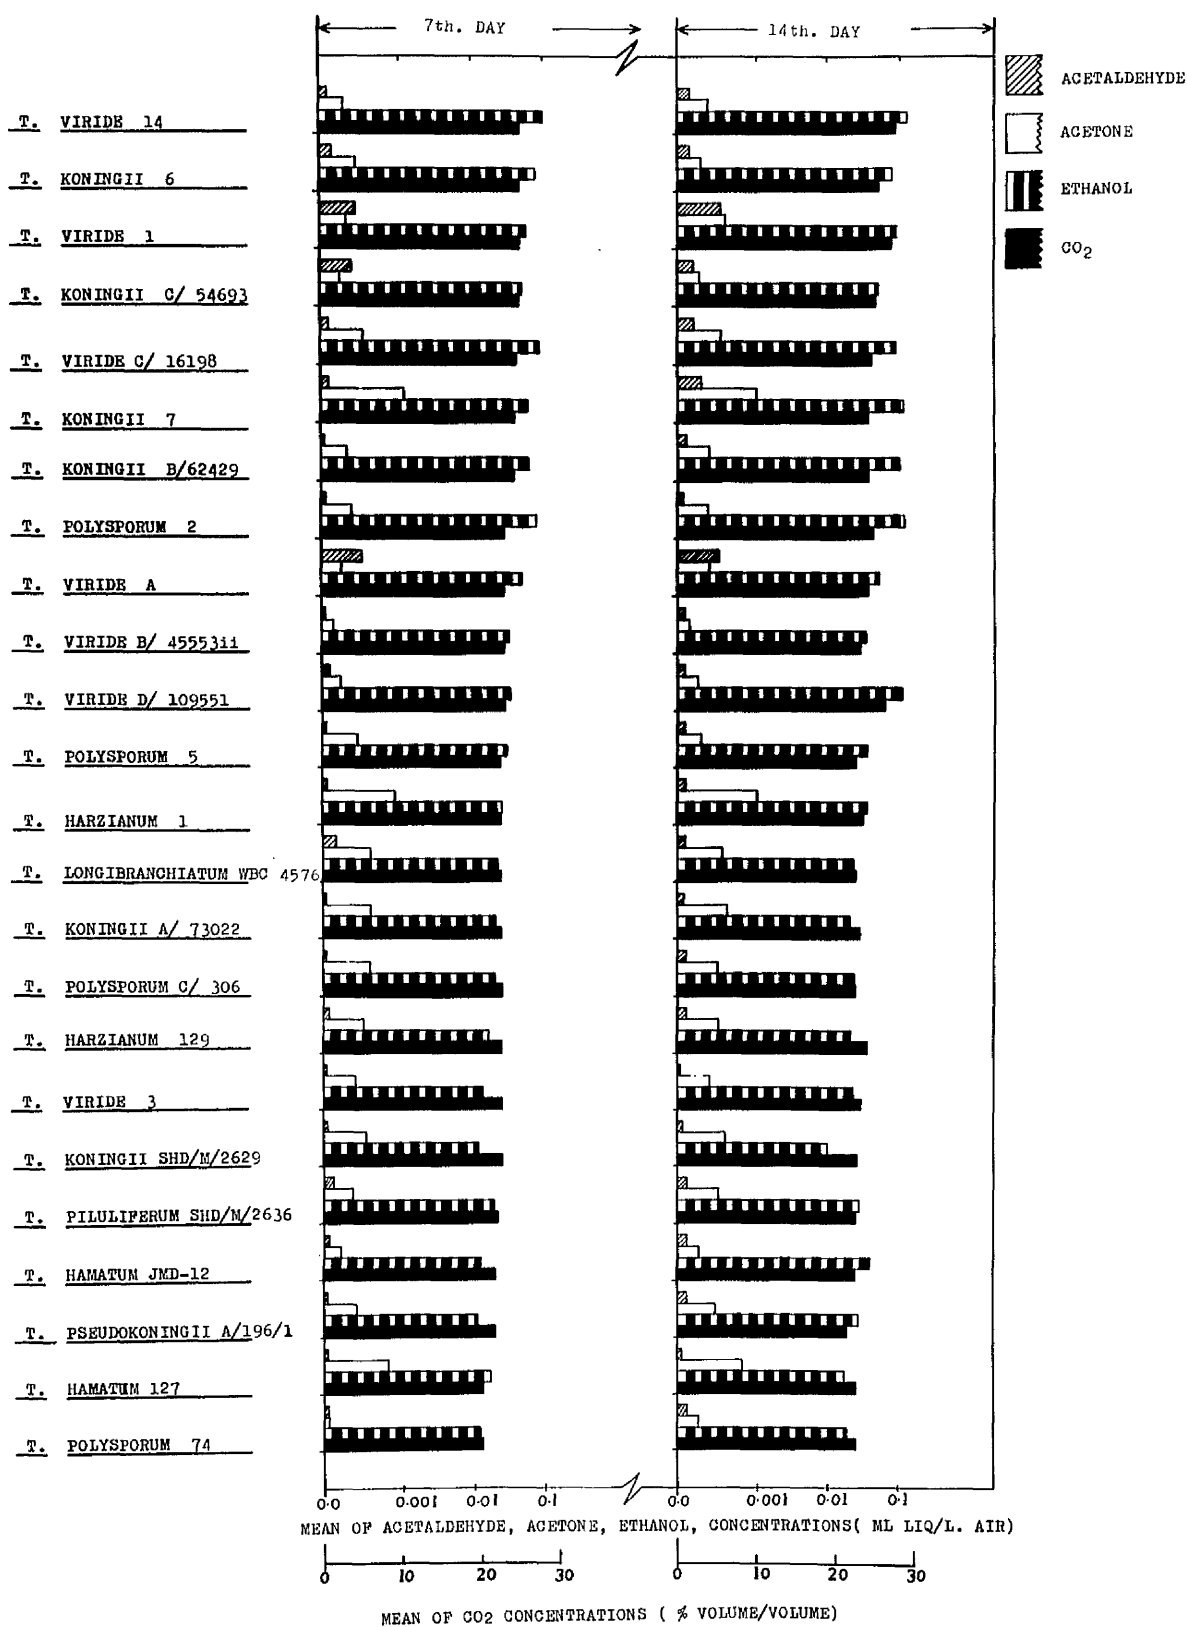 7th. DAY 14th. DAY
ACETALDEHYDE
ACETONE
ETHANOL
CO2
T. VIRIDE 14
T. KONINGII 6
T. VIRIDE 1
T. KONINGII C/ 54693
T. VIRIDE C/ 16198
T. KONINGII 7
T. KONINGII B/62429
T. POLYSPORUM 2
T. VIRIDE A
T. VIRIDE B/ 45553ii
T. VIRIDE D/ 109551
T. POLYSPORUM 5
T. HARZIANUM 1
T. LONGIBRANCHIATUM WBC 4576
T. KONINGII A/ 73022
T. POLYSPORUM C/ 306
T. HARZIANUM 129
T. VIRIDE 3
T. KONINGII SHD/M/2629
T. PILULIFERUM SHD/M/2636
T. HAMATUM JMD-12
T. PSEUDOKONINGII A/196/1
T. HAMATUM 127
T. POLYSPORUM 74
0.0 0.001 0.01 0.1 0.0 0.001 0.01 0.1
MEAN OF ACETALDEHYDE, ACETONE, ETHANOL, CONCENTRATIONS( ML LIQ/L. AIR)
0 10 20 30 0 10 20 30
MEAN OF CO2 CONCENTRATIONS ( % VOLUME/VOLUME)